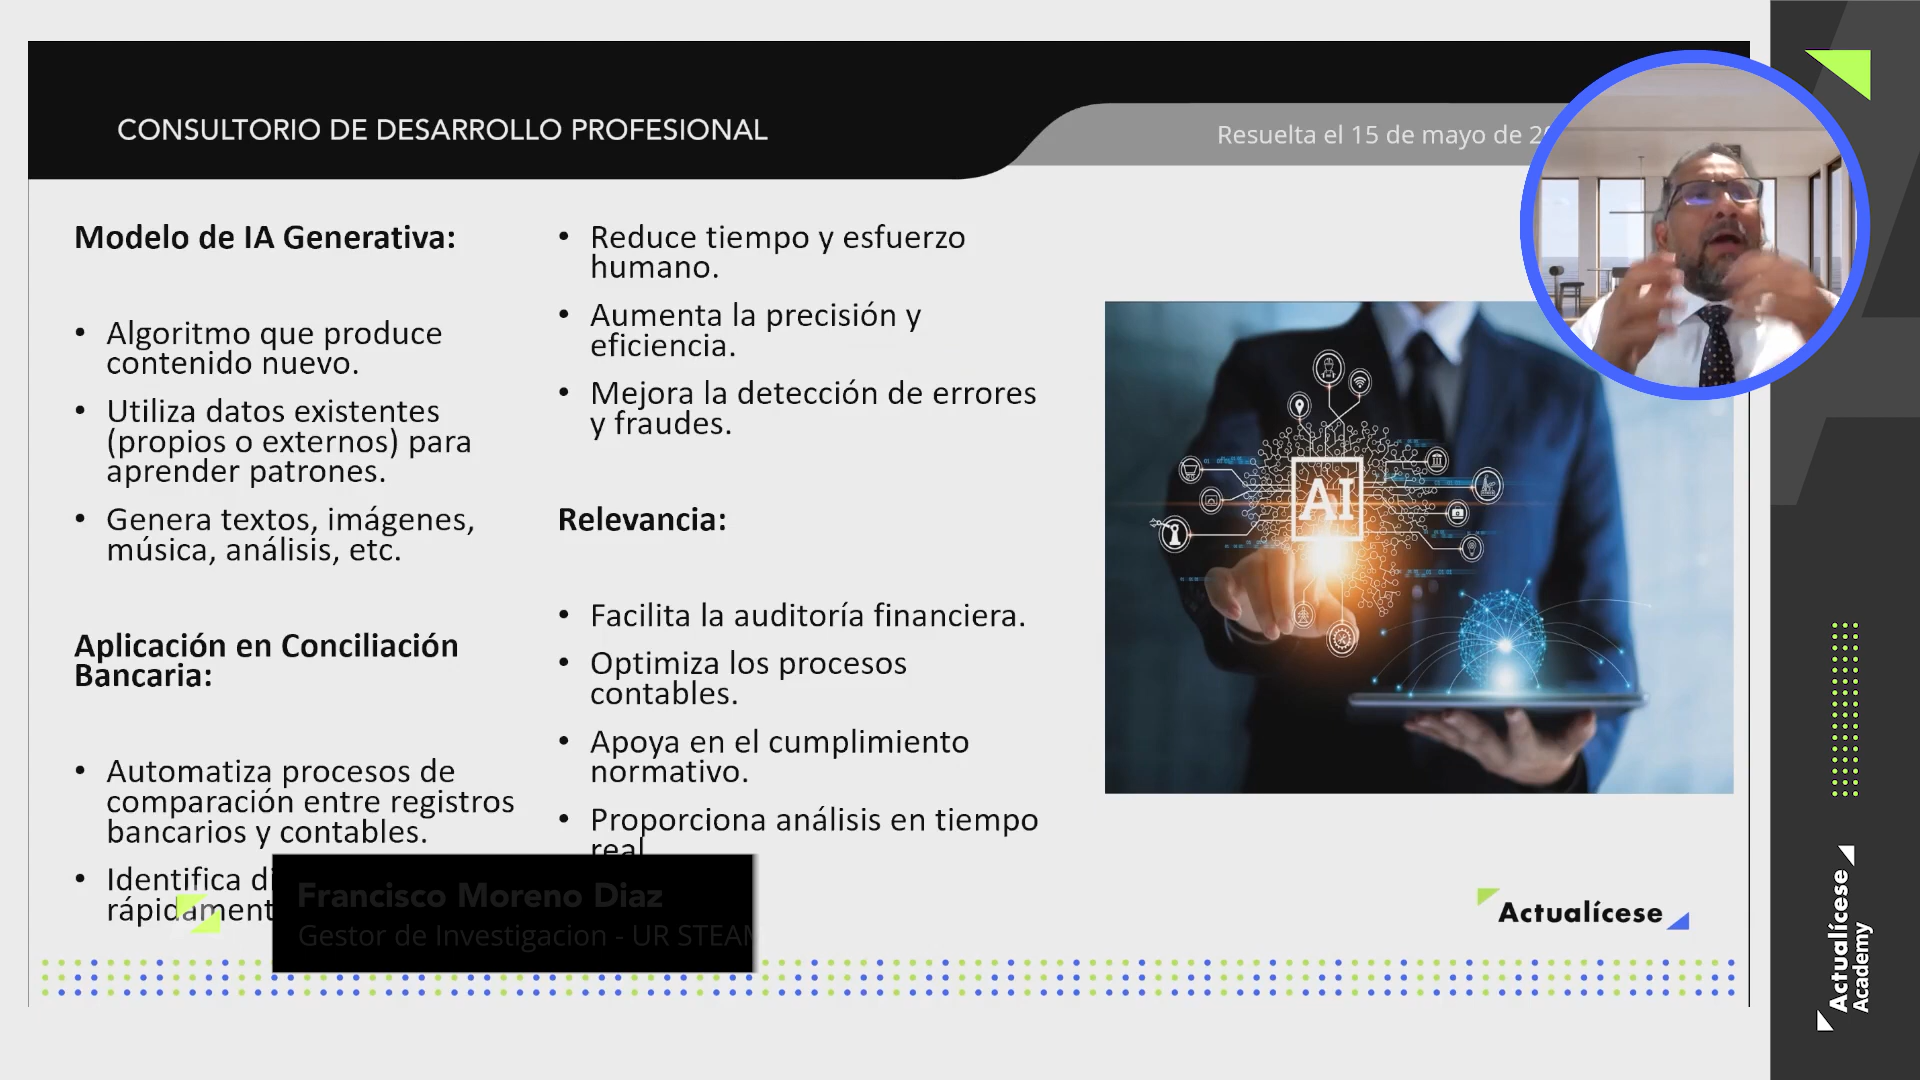 CONSULTORIO DE DESARROLLO PROFESIONAL
Resuelta el 15 de mayo de
Modelo de IA Generativa:
• Algoritmo que produce
contenido nuevo.
• Utiliza datos existentes
(propios o externos) para
aprender patrones.
• Genera textos, imágenes,
música, análisis, etc.
Aplicación en Conciliación
Bancaria:
• Automatiza procesos de
comparación entre registros
bancarios y contables.
• Identifica
• Reduce tiempo y esfuerzo
humano.
• Aumenta la precisión y
eficiencia.
• Mejora la detección de errores
y fraudes.
Relevancia:
• Facilita la auditoría financiera.
• Optimiza los procesos
contables.
• Apoya en el cumplimiento
normativo.
• Proporciona análisis en tiempo
real
AI
Francisco Moreno Diaz
Gestor de Investigacion - UR STEAM
Actualícese
Actualícese
Academy